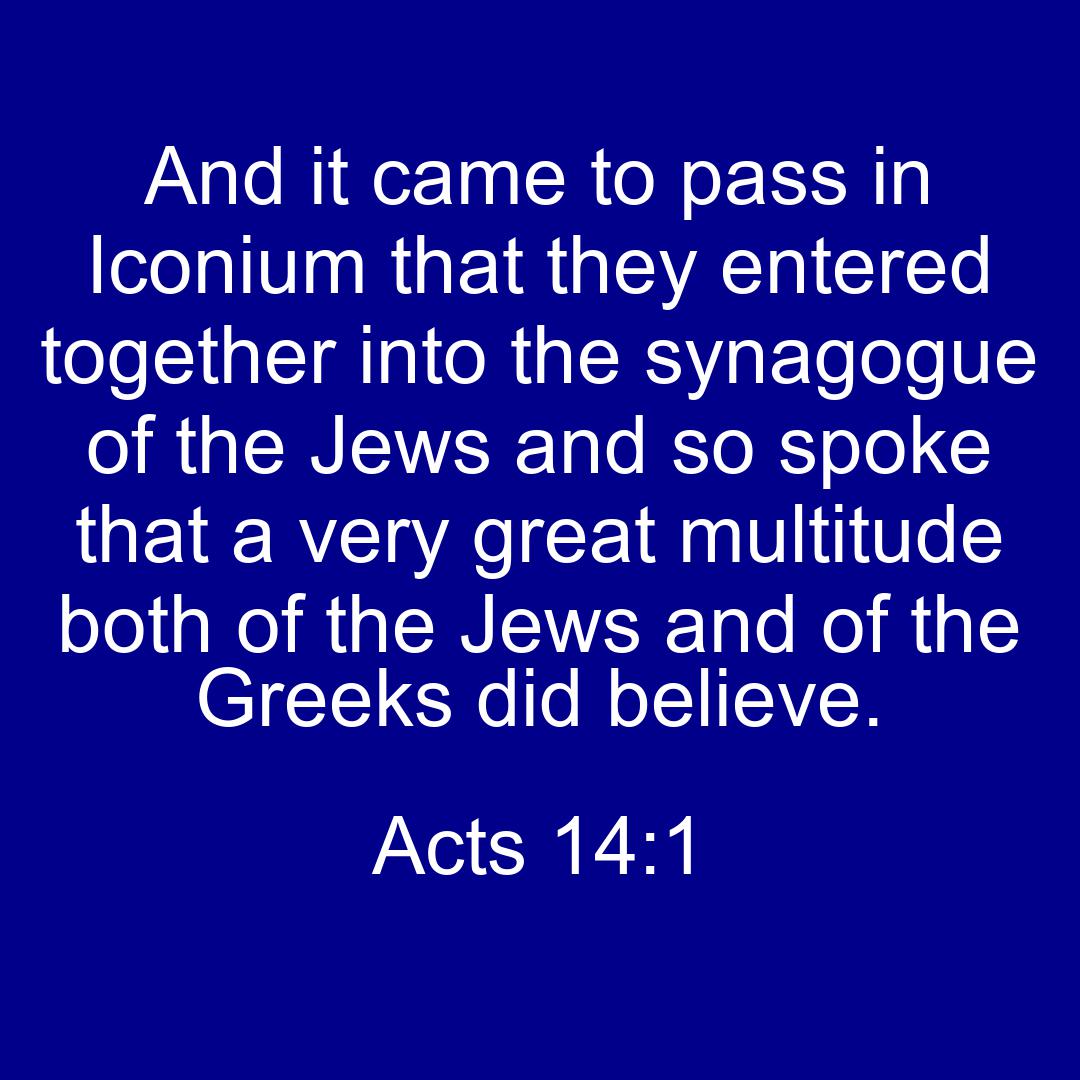 And it came to pass in
Iconium that they entered
together into the synagogue
of the Jews and so spoke
that a very great multitude
both of the Jews and of the
Greeks did believe.
Acts 14:1